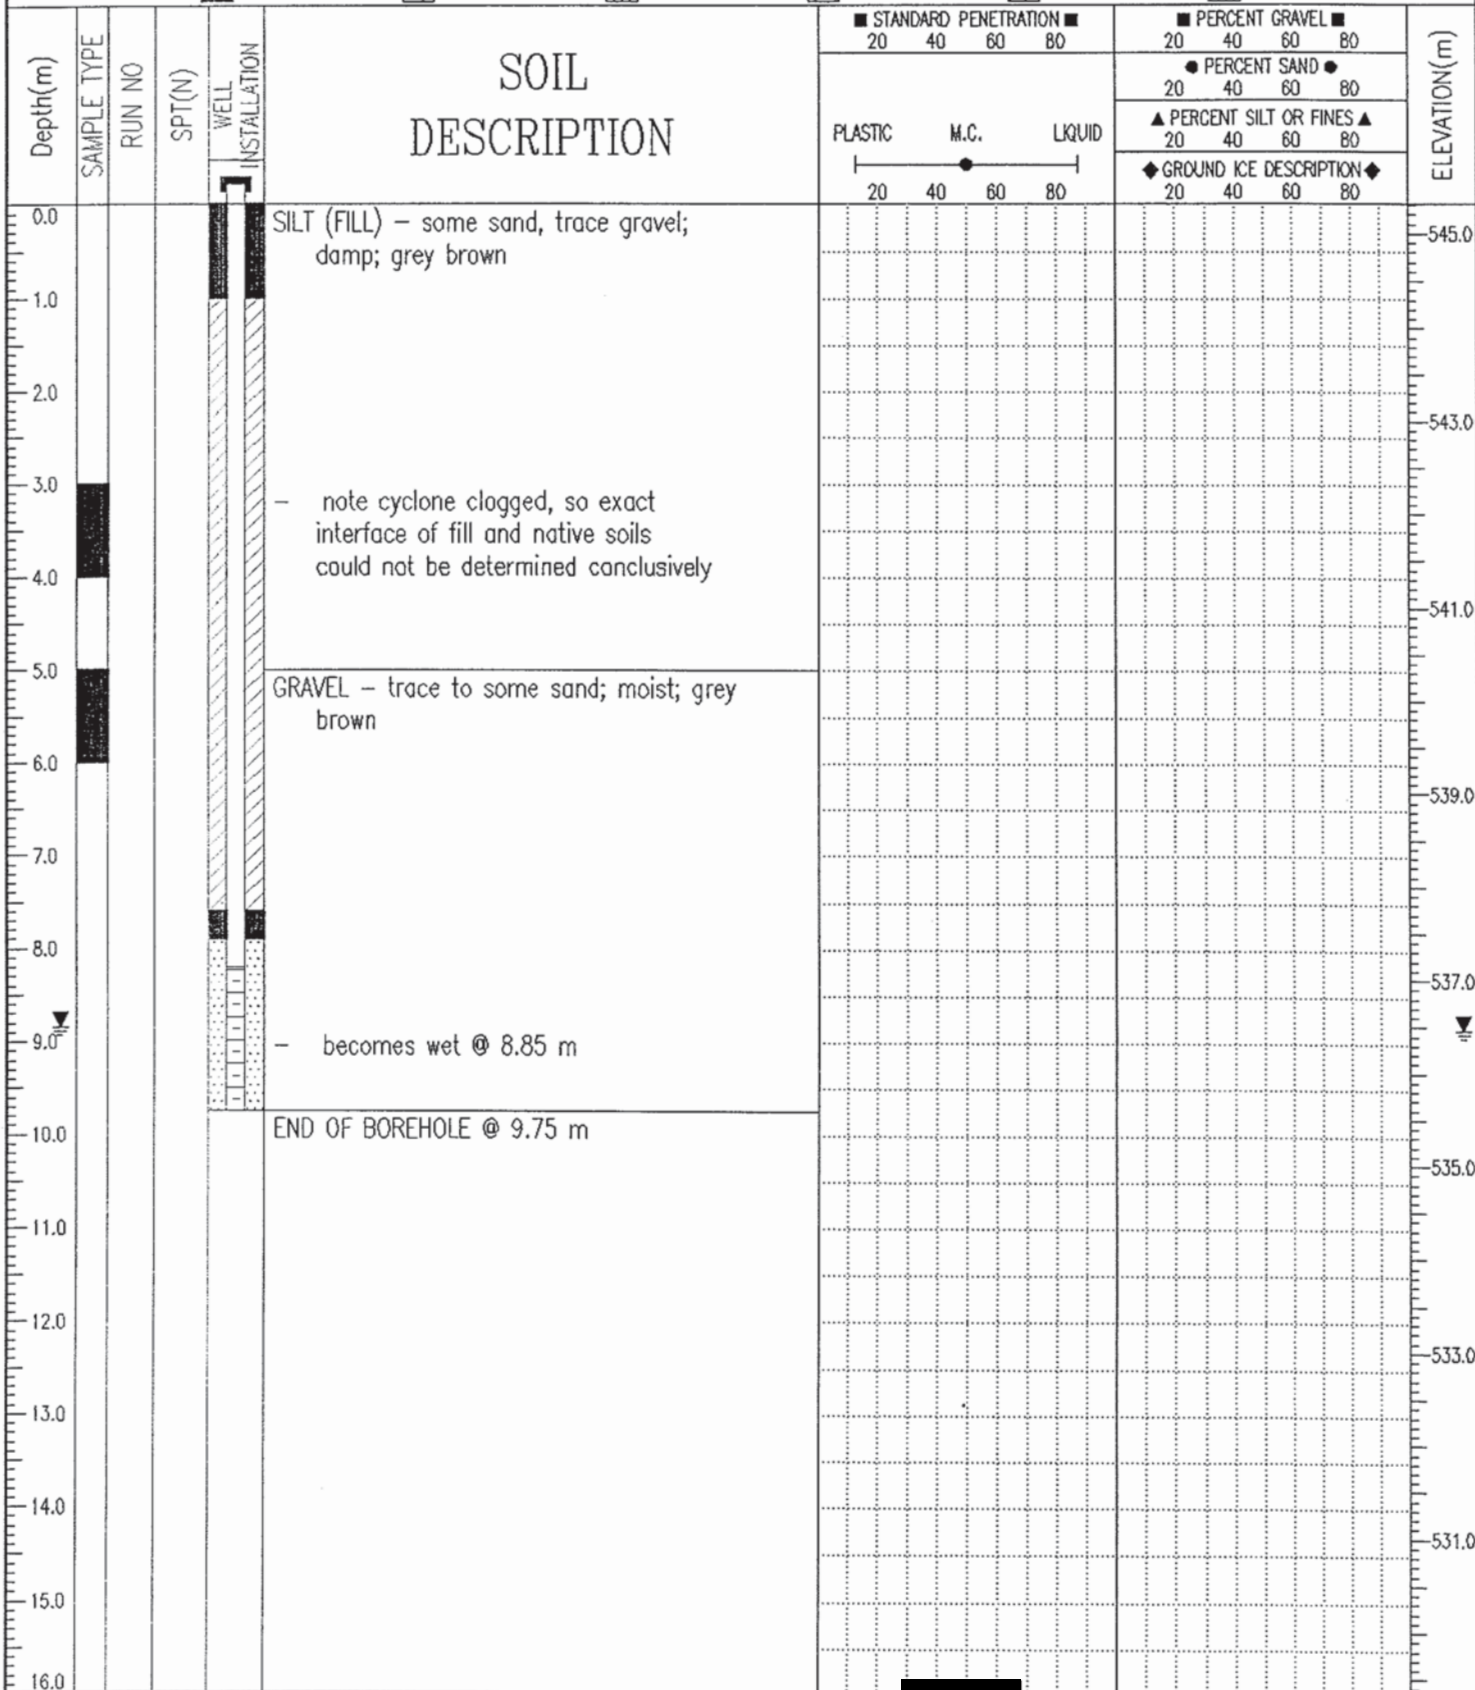 Depth(m)
SAMPLE TYPE
RUN NO
SPT(N)
WELL
INSTALLATION
SOIL
DESCRIPTION
■ STANDARD PENETRATION ■
20 40 60 80
PLASTIC M.C. LIQUID
20 40 60 80
■ PERCENT GRAVEL ■
20 40 60 80
● PERCENT SAND ●
20 40 60 80
▲ PERCENT SILT OR FINES ▲
20 40 60 80
◆ GROUND ICE DESCRIPTION ◆
20 40 60 80
ELEVATION(m)
0.0
1.0
2.0
3.0
4.0
5.0
6.0
7.0
8.0
9.0
10.0
11.0
12.0
13.0
14.0
15.0
16.0
SILT (FILL) – some sand, trace gravel;
damp; grey brown
– note cyclone clogged, so exact
interface of fill and native soils
could not be determined conclusively
GRAVEL – trace to some sand; moist; grey
brown
– becomes wet @ 8.85 m
END OF BOREHOLE @ 9.75 m
545.0
543.0
541.0
539.0
537.0
535.0
533.0
531.0